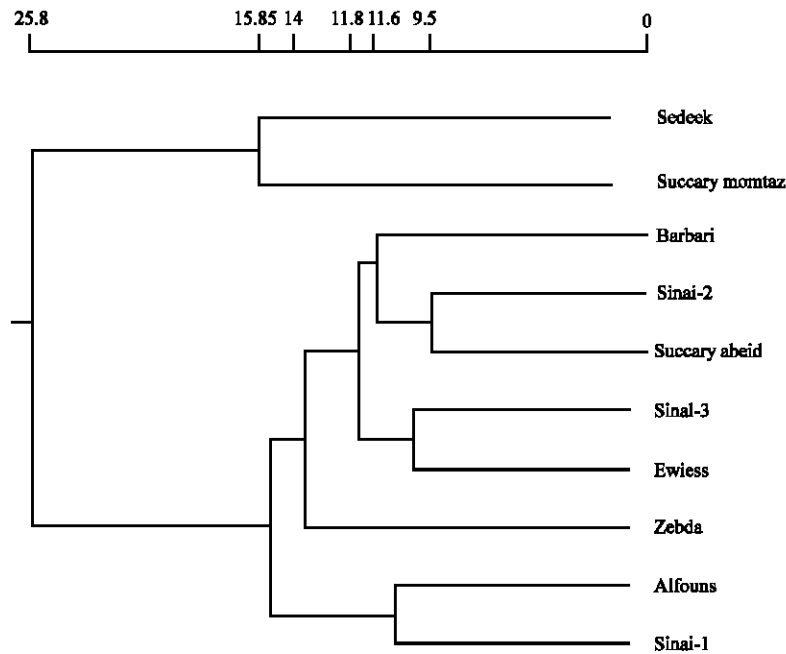 25.8 15.85 14 11.8 11.6 9.5 0
Sedeek
Succary momtaz
Barbari
Sinai-2
Succary abeid
Sinal-3
Ewiess
Zebda
Alfouns
Sinai-1